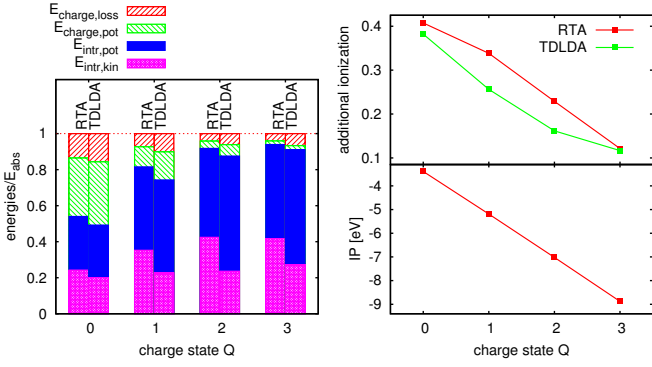 E_charge,loss
E_charge,pot
E_intr,pot
E_intr,kin
RTA
TDLDA
RTA
TDLDA
RTA
TDLDA
RTA
TDLDA
energies/E_abs
1
0.8
0.6
0.4
0.2
0
0 1 2 3
charge state Q
RTA
TDLDA
additional ionization
0.4
0.3
0.2
0.1
IP [eV]
-4
-5
-6
-7
-8
-9
0 1 2 3
charge state Q